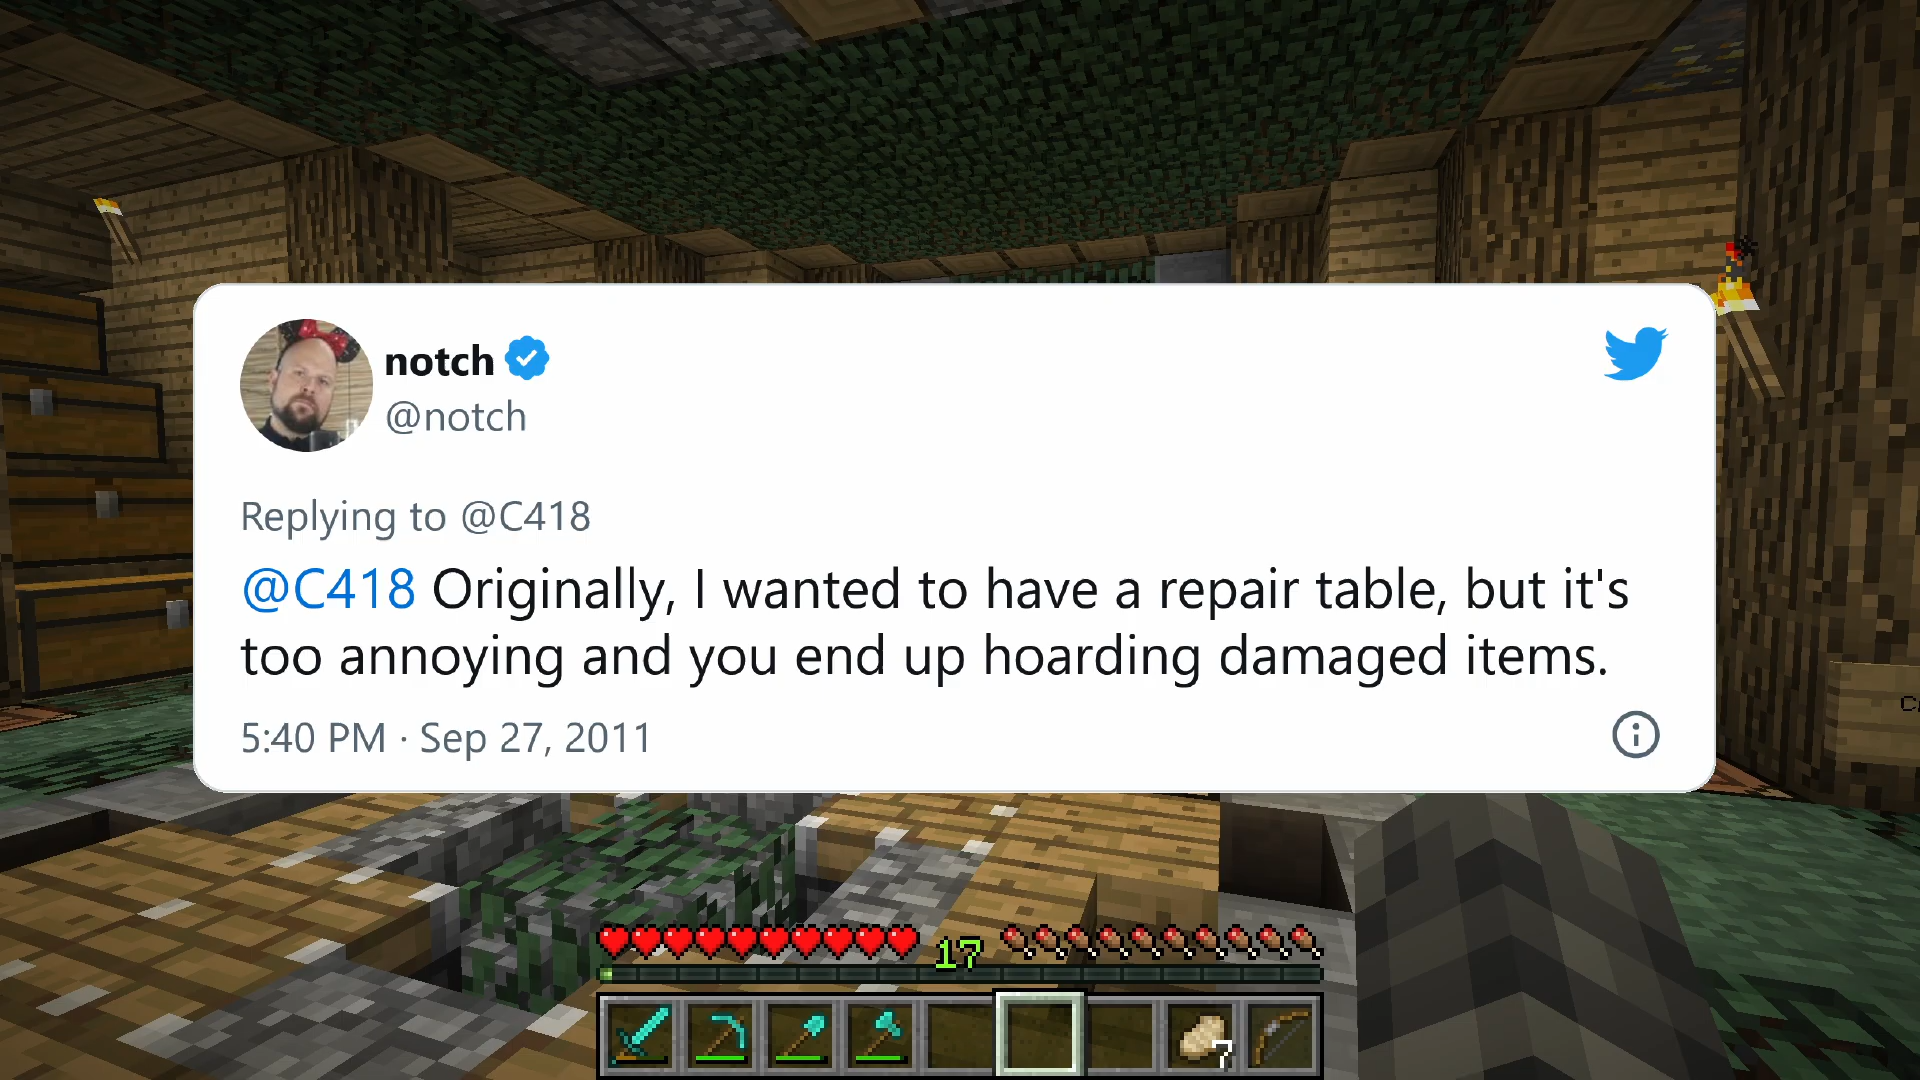 notch
@notch
Replying to @C418
@C418 Originally, I wanted to have a repair table, but it's
too annoying and you end up hoarding damaged items.
5:40 PM · Sep 27, 2011
17
7